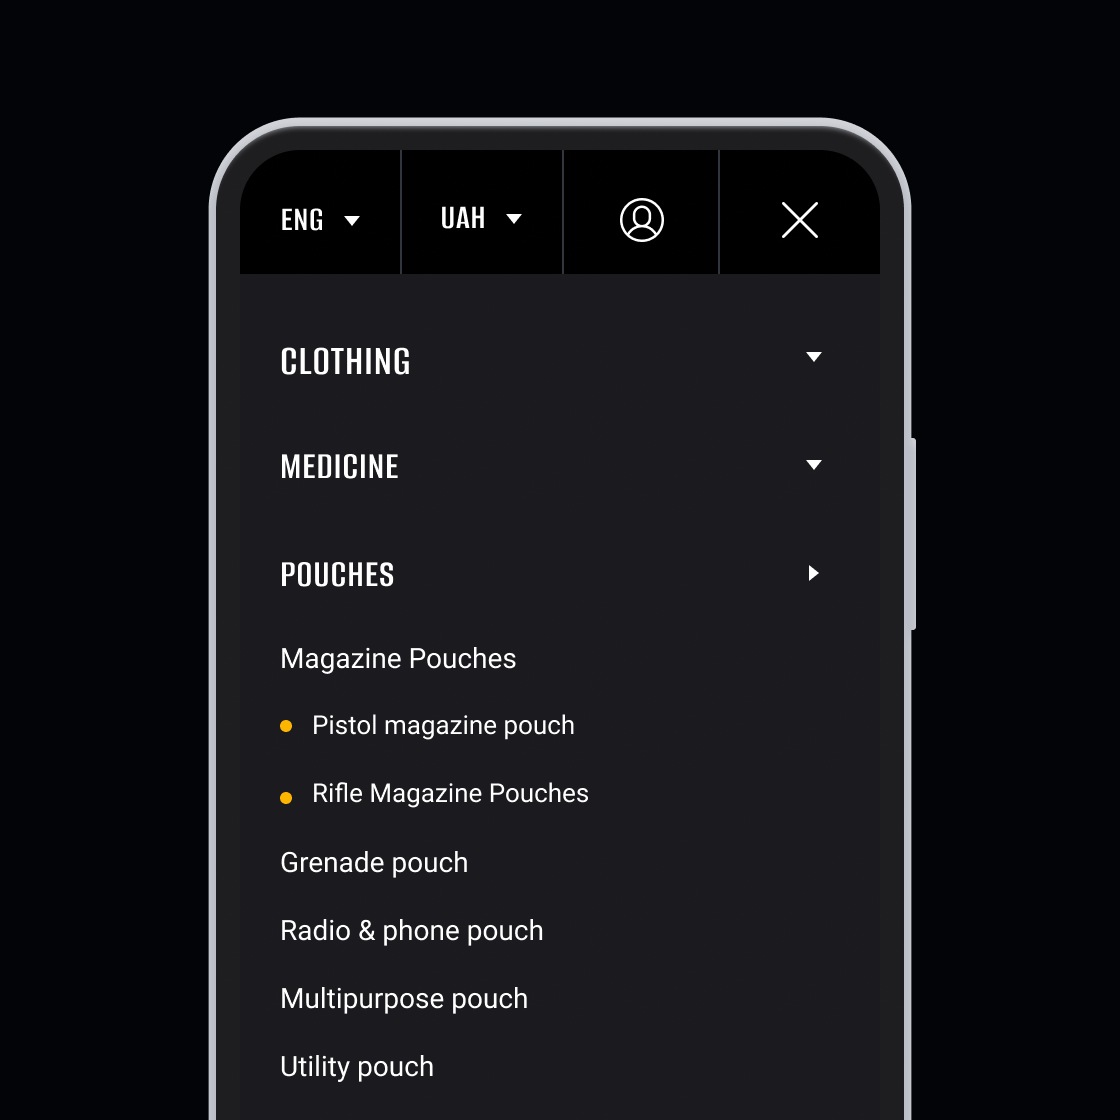 ENG
UAH
CLOTHING
MEDICINE
POUCHES
Magazine Pouches
Pistol magazine pouch
Rifle Magazine Pouches
Grenade pouch
Radio & phone pouch
Multipurpose pouch
Utility pouch